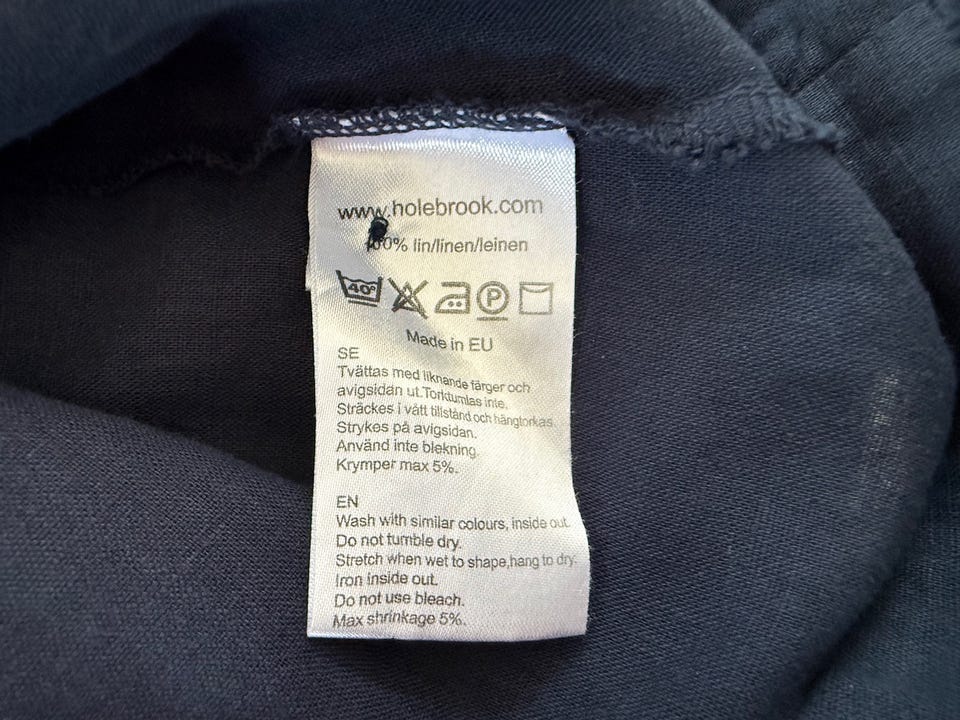 www.holebrook.com
100% lin/linen/leinen
40°
P
Made in EU
SE
Tvättas med liknande färger och
avigsidan ut.Torktumlas inte.
Sträckes i vått tillstånd och hängtorkas.
Strykes på avigsidan.
Använd inte blekning.
Krymper max 5%.
EN
Wash with similar colours, inside out.
Do not tumble dry.
Stretch when wet to shape,hang to dry.
Iron inside out.
Do not use bleach.
Max shrinkage 5%.